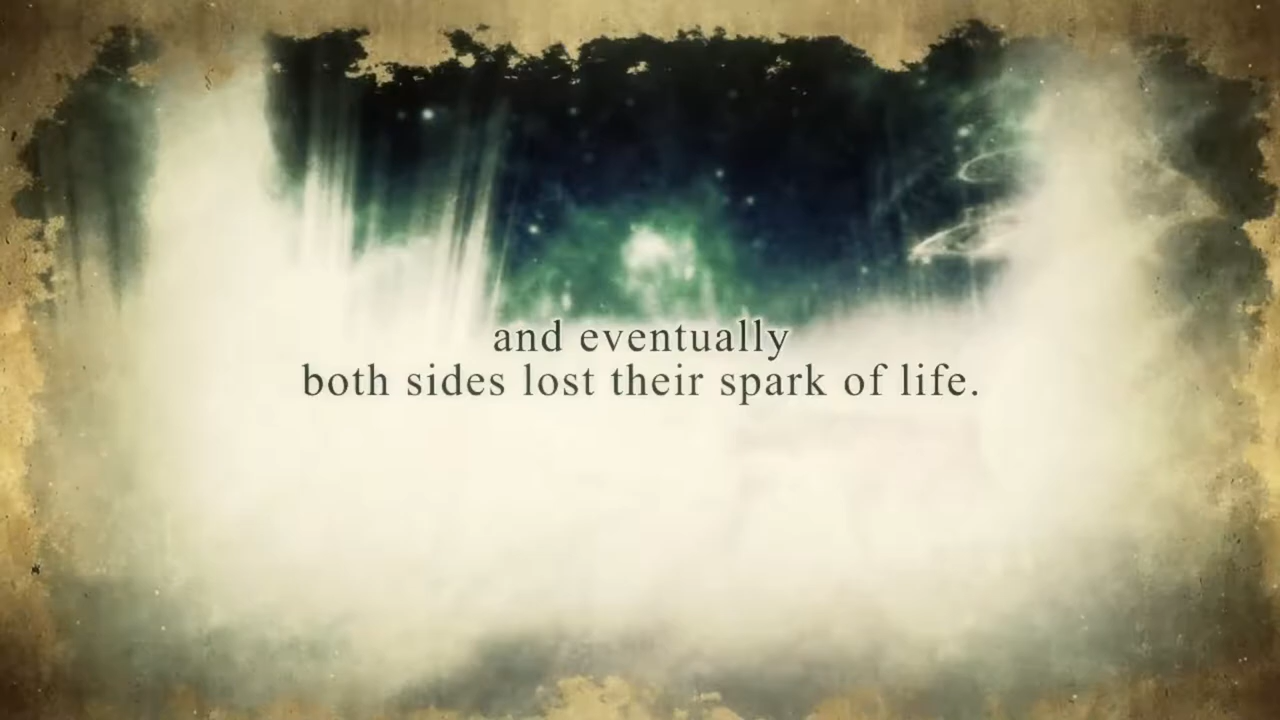 and eventually
both sides lost their spark of life.